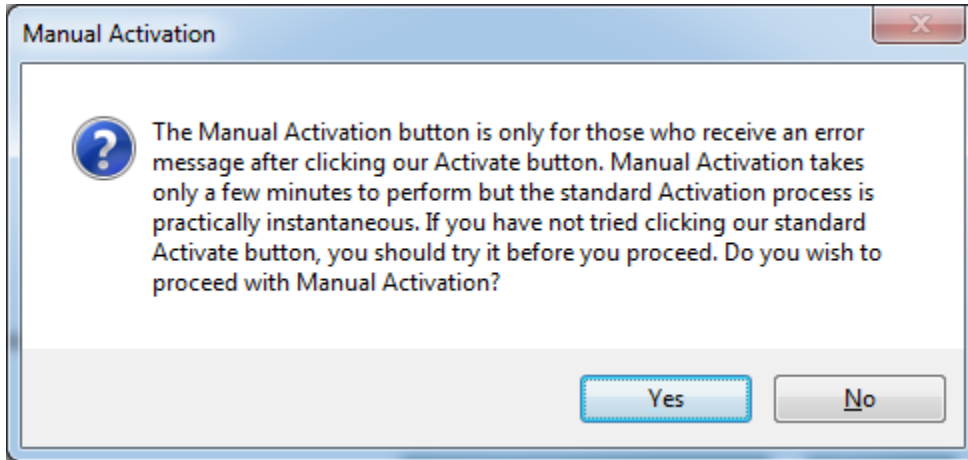 Manual Activation
The Manual Activation button is only for those who receive an error
message after clicking our Activate button. Manual Activation takes
only a few minutes to perform but the standard Activation process is
practically instantaneous. If you have not tried clicking our standard
Activate button, you should try it before you proceed. Do you wish to
proceed with Manual Activation?
Yes No